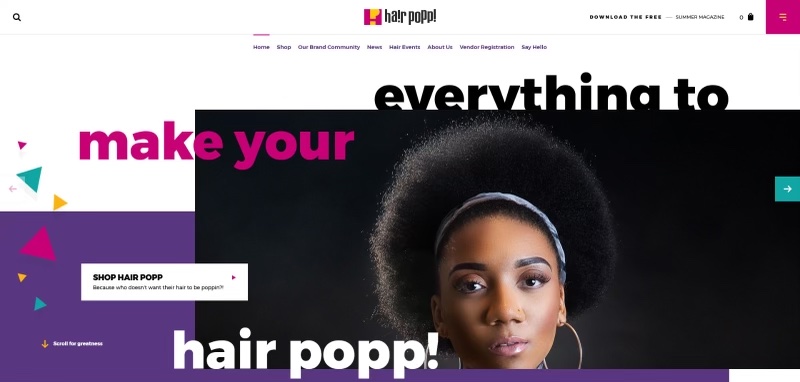 ha!r popp!
DOWNLOAD THE FREE — SUMMER MAGAZINE
0
Home Shop Our Brand Community News Hair Events About Us Vendor Registration Say Hello
everything to
make your
SHOP HAIR POPP
Because who doesn't want their hair to be poppin'?!
Scroll for greatness
hair popp!